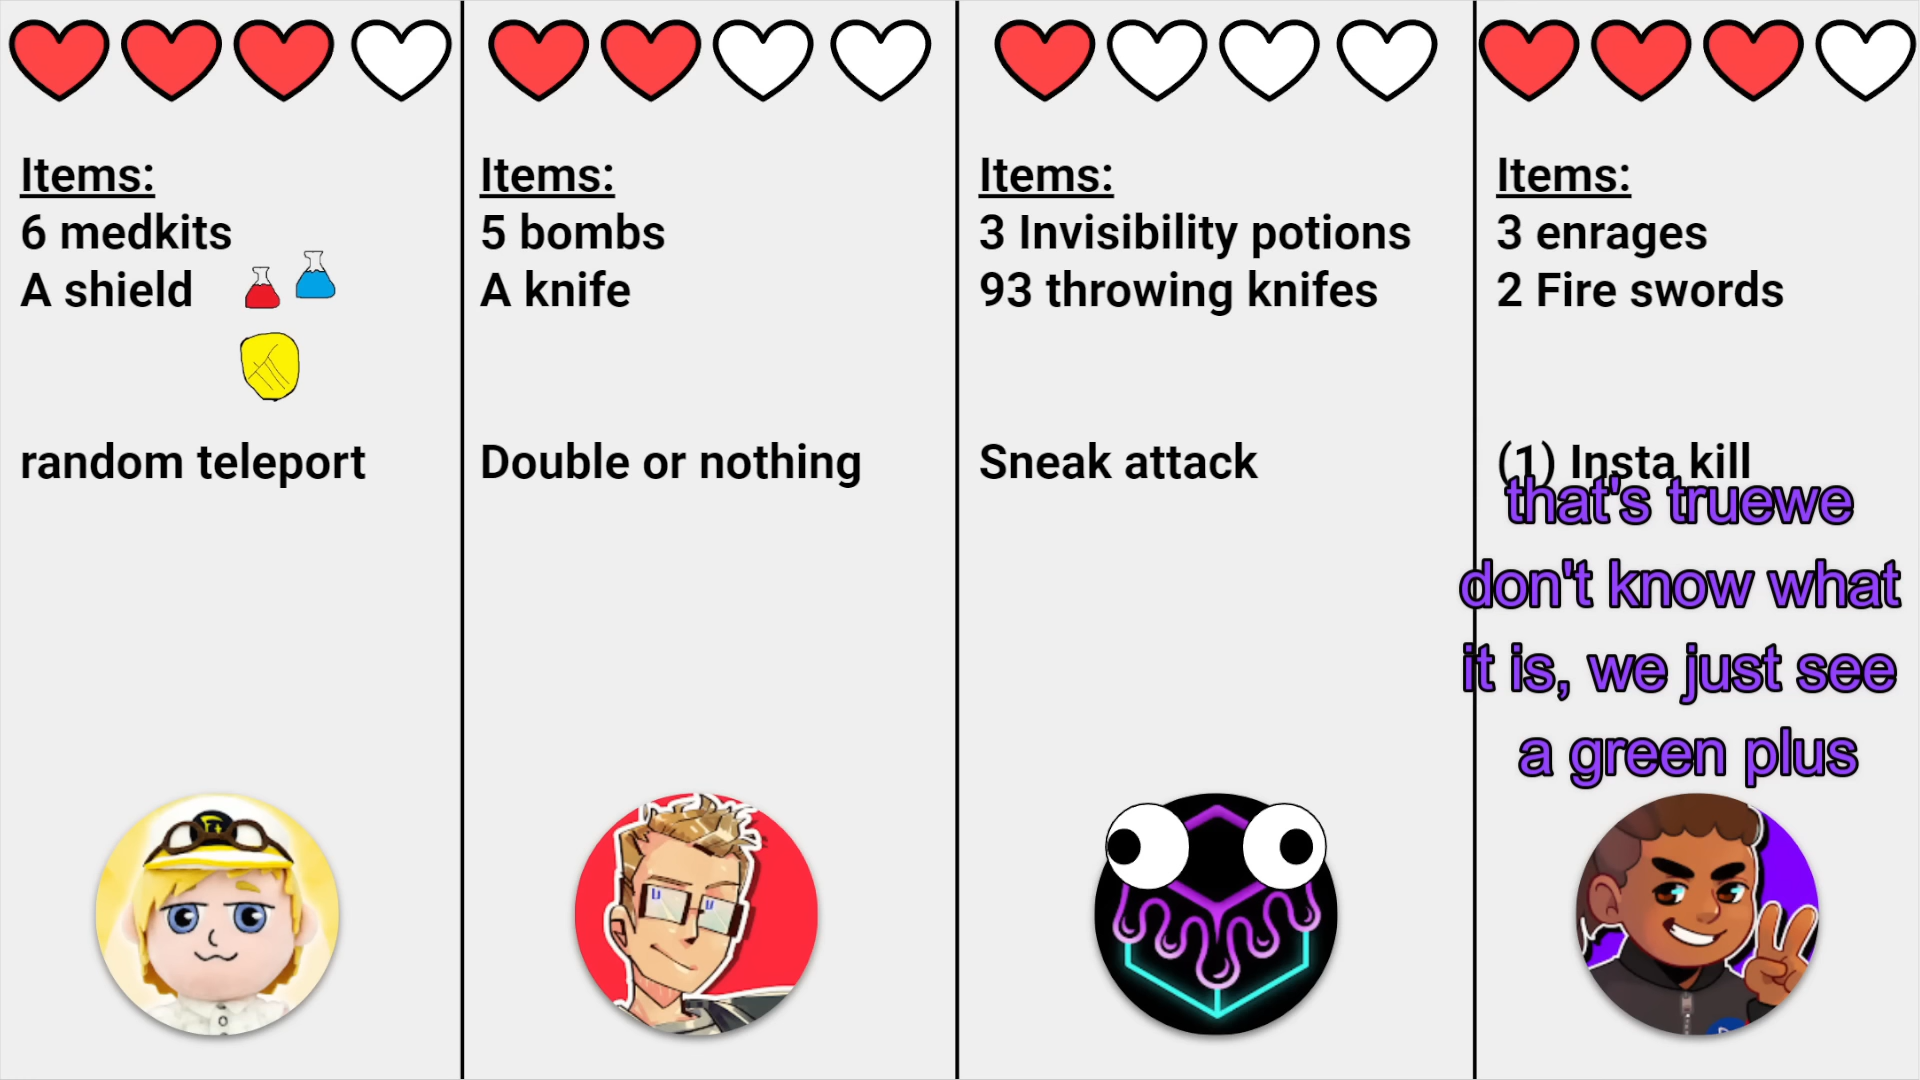 Items:
6 medkits
A shield
random teleport
Items:
5 bombs
A knife
Double or nothing
Items:
3 Invisibility potions
93 throwing knifes
Sneak attack
Items:
3 enrages
2 Fire swords
(1) Insta kill
that's truewe
don't know what
it is, we just see
a green plus